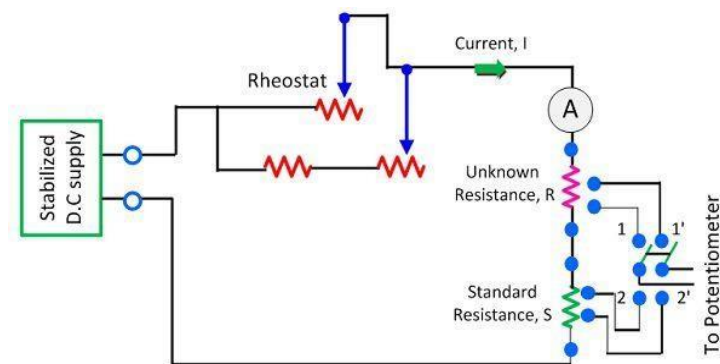 Stabilized
D.C supply
Rheostat
Current, I
A
Unknown
Resistance, R
1 1'
Standard
Resistance, S
2 2'
To Potentiometer